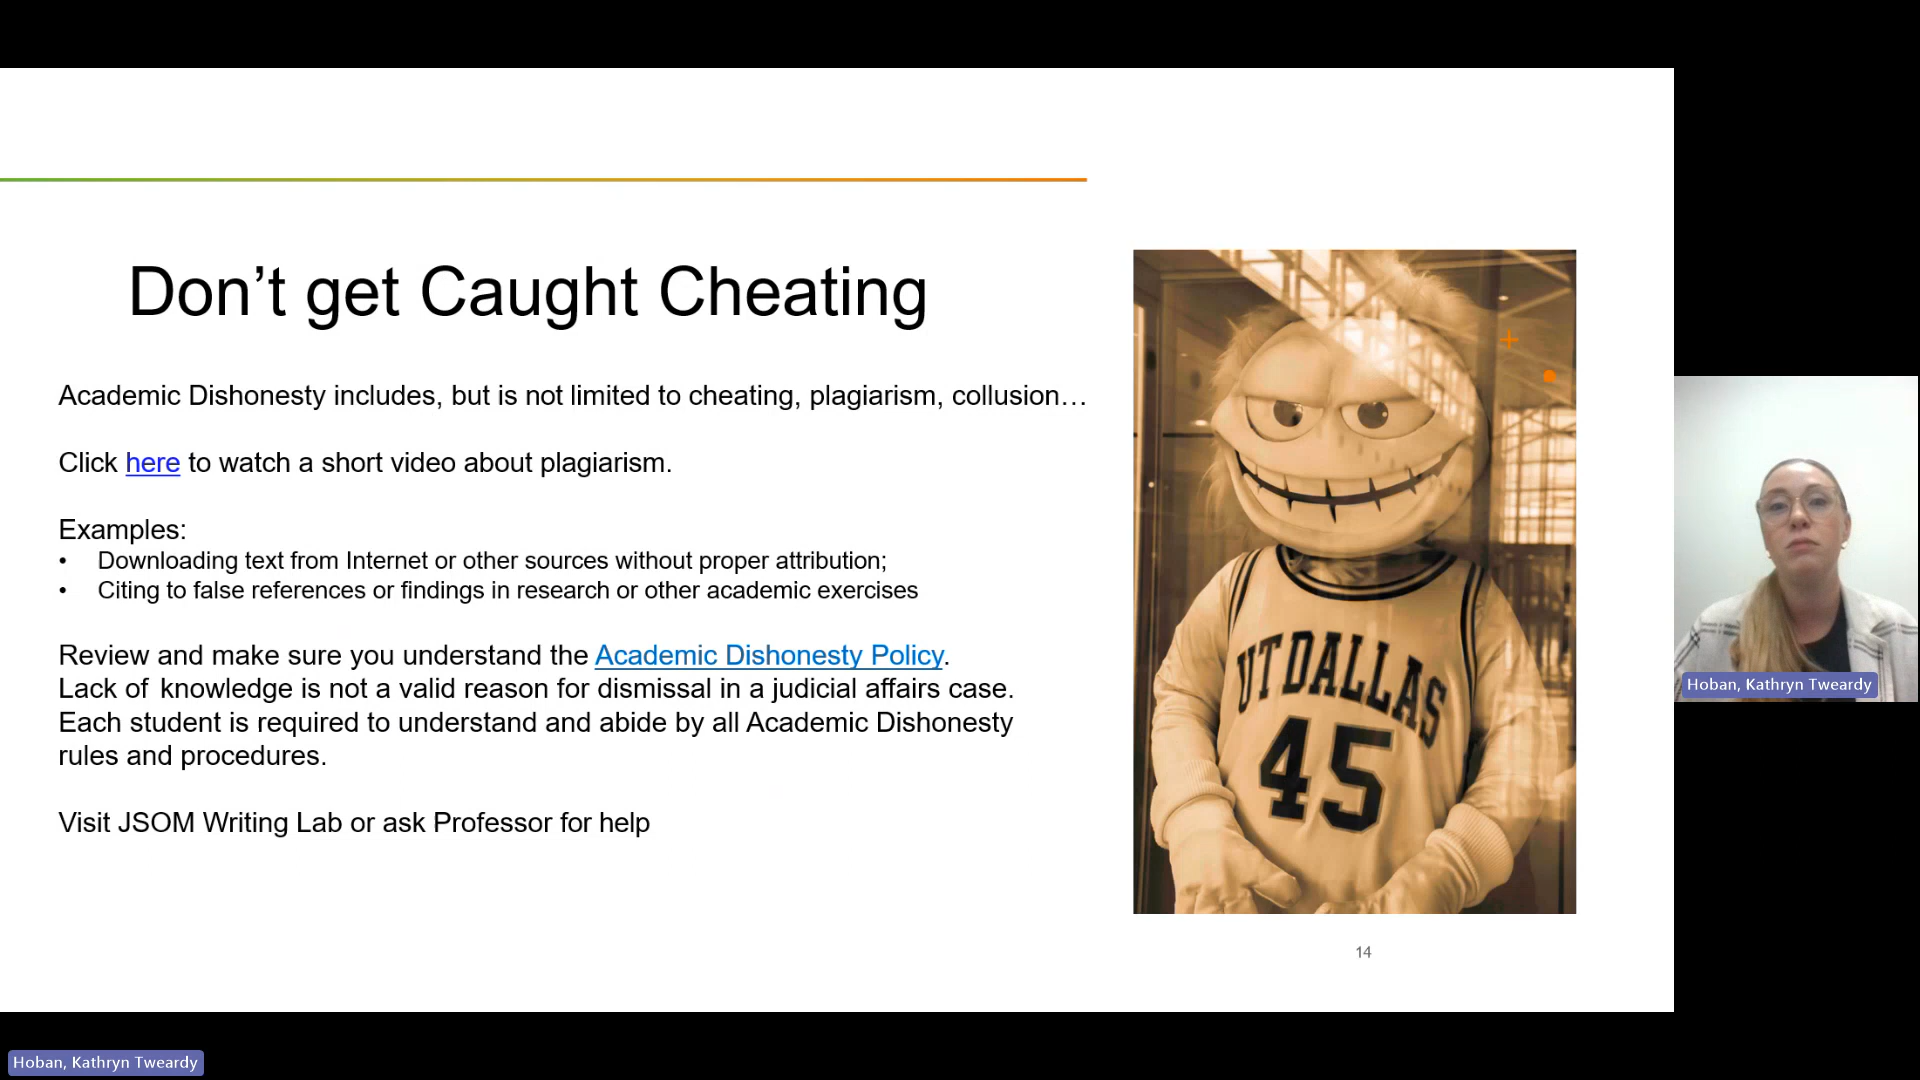 Don’t get Caught Cheating
Academic Dishonesty includes, but is not limited to cheating, plagiarism, collusion…
Click here to watch a short video about plagiarism.
Examples:
• Downloading text from Internet or other sources without proper attribution;
• Citing to false references or findings in research or other academic exercises
Review and make sure you understand the Academic Dishonesty Policy.
Lack of knowledge is not a valid reason for dismissal in a judicial affairs case.
Each student is required to understand and abide by all Academic Dishonesty
rules and procedures.
Visit JSOM Writing Lab or ask Professor for help
UT DALLAS
45
14
Hoban, Kathryn Tweardy
Hoban, Kathryn Tweardy